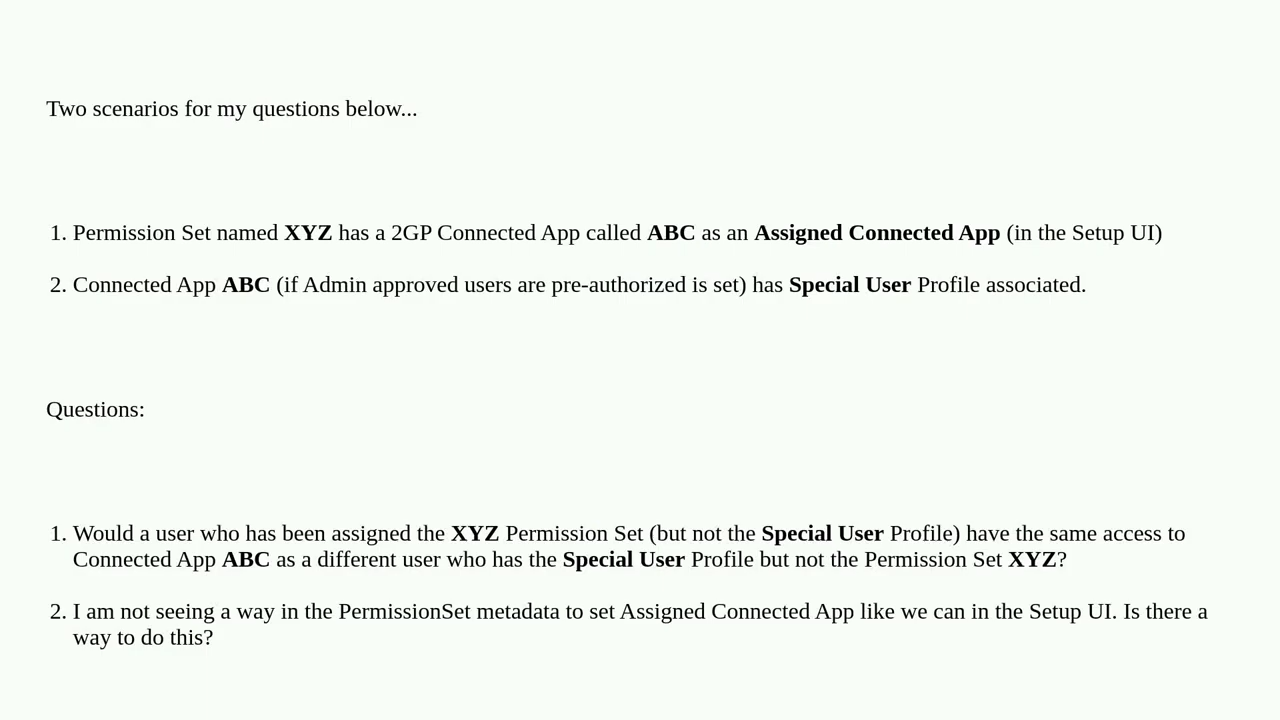 Two scenarios for my questions below...
1. Permission Set named XYZ has a 2GP Connected App called ABC as an Assigned Connected App (in the Setup UI)
2. Connected App ABC (if Admin approved users are pre-authorized is set) has Special User Profile associated.
Questions:
1. Would a user who has been assigned the XYZ Permission Set (but not the Special User Profile) have the same access to
Connected App ABC as a different user who has the Special User Profile but not the Permission Set XYZ?
2. I am not seeing a way in the PermissionSet metadata to set Assigned Connected App like we can in the Setup UI. Is there a
way to do this?